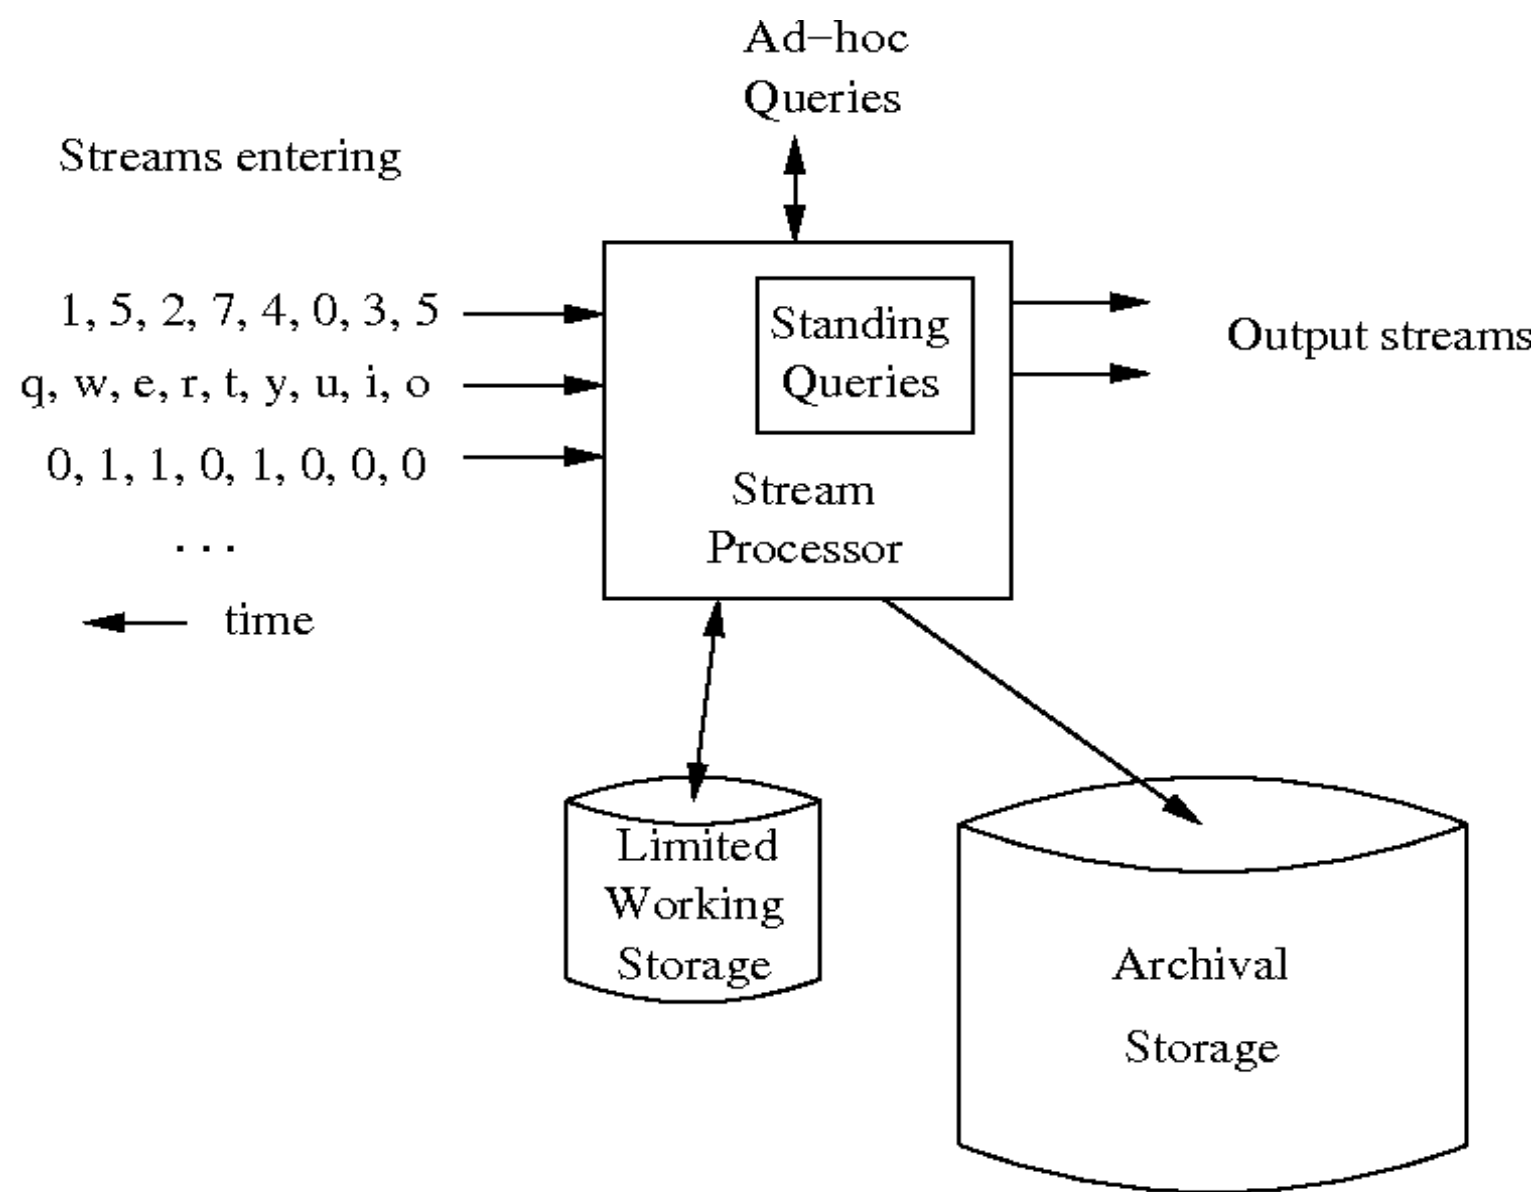 Ad-hoc
Queries
Streams entering
1, 5, 2, 7, 4, 0, 3, 5
q, w, e, r, t, y, u, i, o
0, 1, 1, 0, 1, 0, 0, 0
. . .
time
Standing
Queries
Stream
Processor
Output streams
Limited
Working
Storage
Archival
Storage